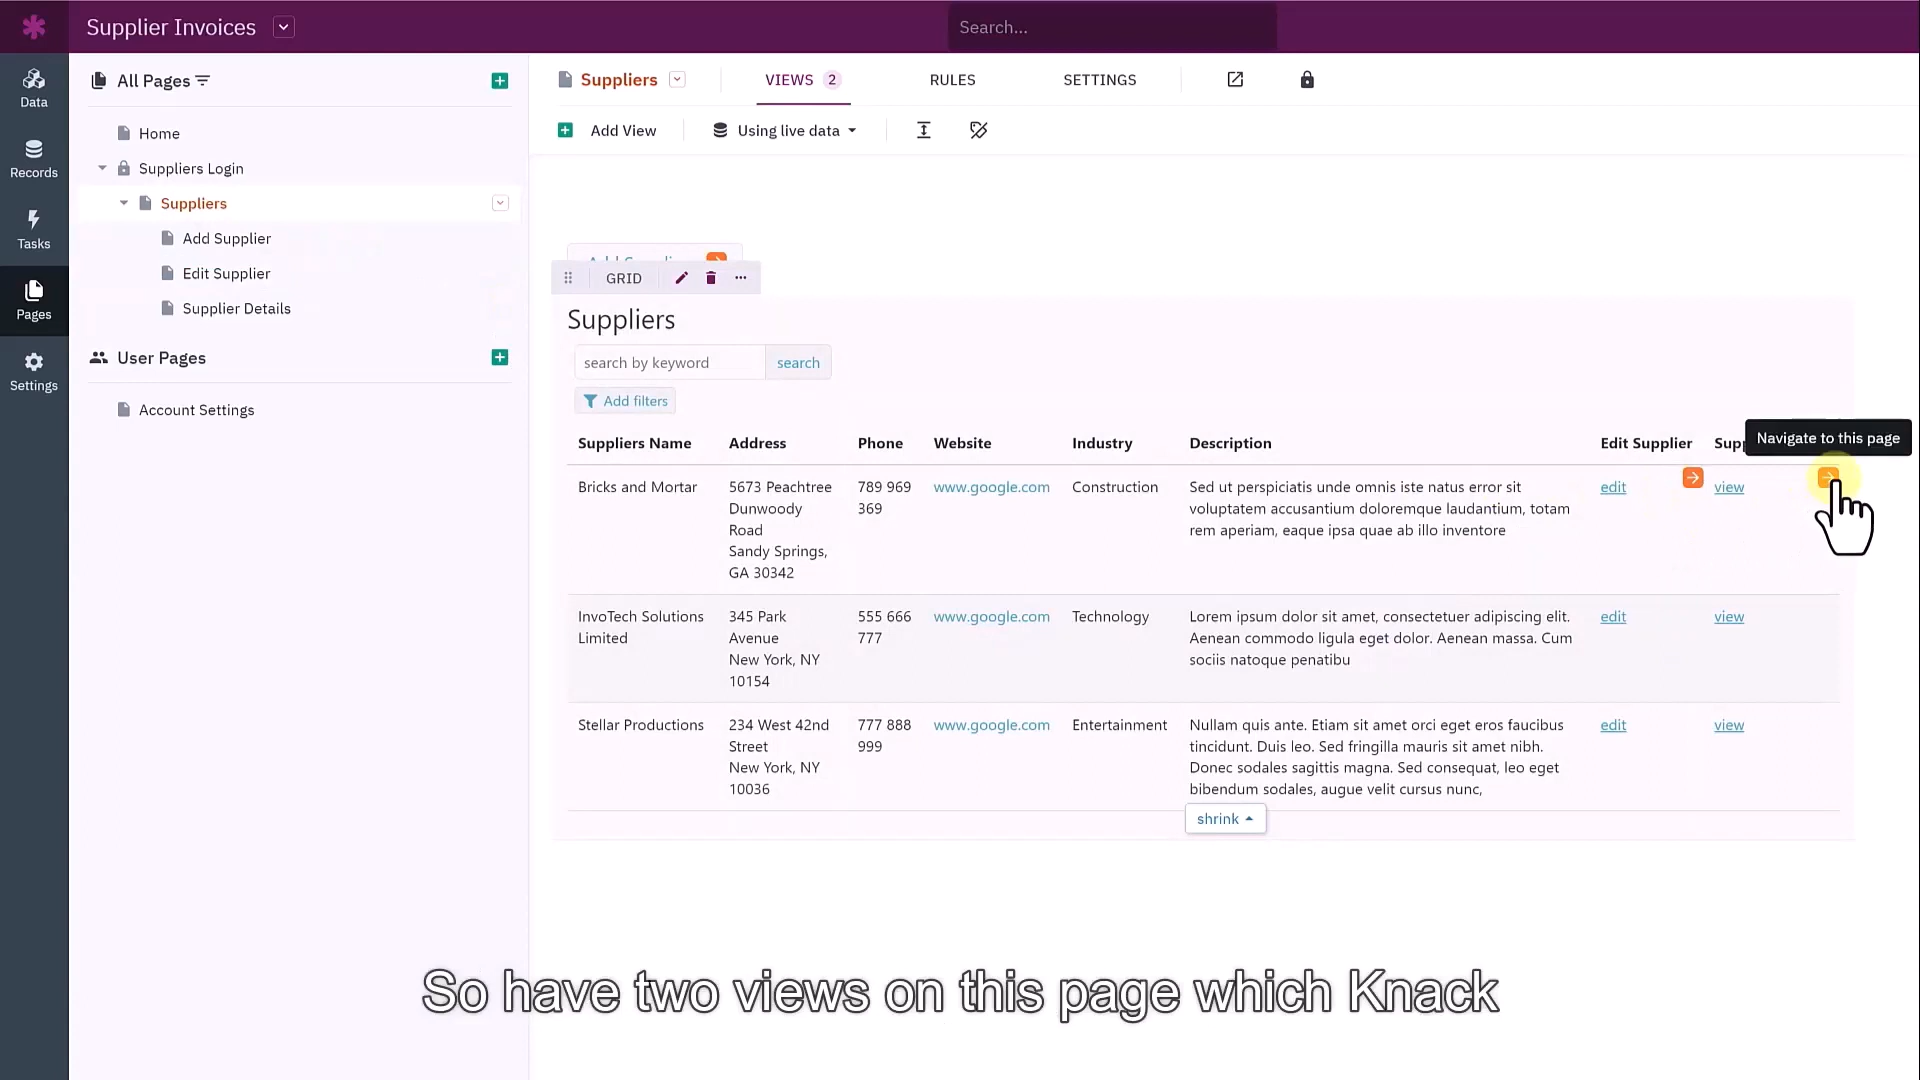 Supplier Invoices
Search...
Data
Records
Tasks
Pages
Settings
All Pages
Home
Suppliers Login
Suppliers
Add Supplier
Edit Supplier
Supplier Details
User Pages
Account Settings
Suppliers
VIEWS 2
RULES
SETTINGS
Add View
Using live data
GRID
Suppliers
search by keyword
search
Add filters
Suppliers Name Address Phone Website Industry Description Edit Supplier
Navigate to this page
Bricks and Mortar
5673 Peachtree
Dunwoody
Road
Sandy Springs,
GA 30342
789 969
369
www.google.com
Construction
Sed ut perspiciatis unde omnis iste natus error sit
voluptatem accusantium doloremque laudantium, totam
rem aperiam, eaque ipsa quae ab illo inventore
edit
view
InvoTech Solutions
Limited
345 Park
Avenue
New York, NY
10154
555 666
777
www.google.com
Technology
Lorem ipsum dolor sit amet, consectetuer adipiscing elit.
Aenean commodo ligula eget dolor. Aenean massa. Cum
sociis natoque penatibu
edit
view
Stellar Productions
234 West 42nd
Street
New York, NY
10036
777 888
999
www.google.com
Entertainment
Nullam quis ante. Etiam sit amet orci eget eros faucibus
tincidunt. Duis leo. Sed fringilla mauris sit amet nibh.
Donec sodales sagittis magna. Sed consequat, leo eget
bibendum sodales, augue velit cursus nunc,
edit
view
shrink
So have two views on this page which Knack